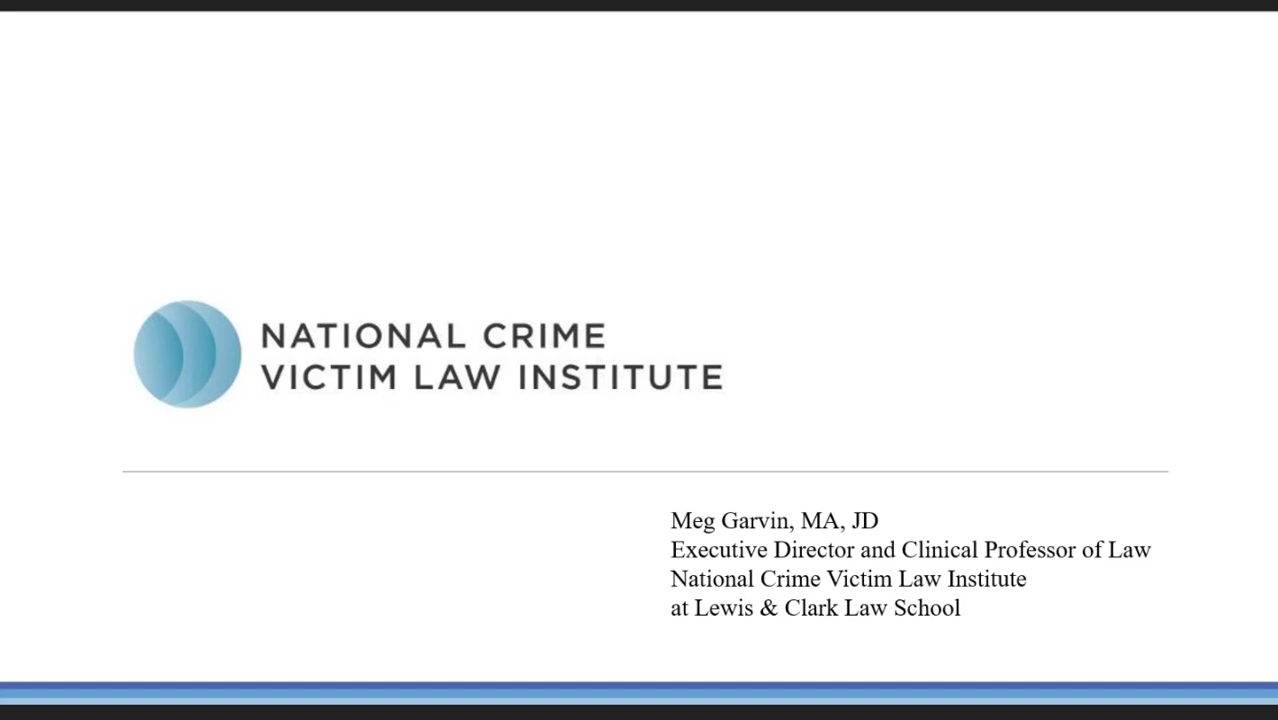 NATIONAL CRIME
VICTIM LAW INSTITUTE
Meg Garvin, MA, JD
Executive Director and Clinical Professor of Law
National Crime Victim Law Institute
at Lewis & Clark Law School